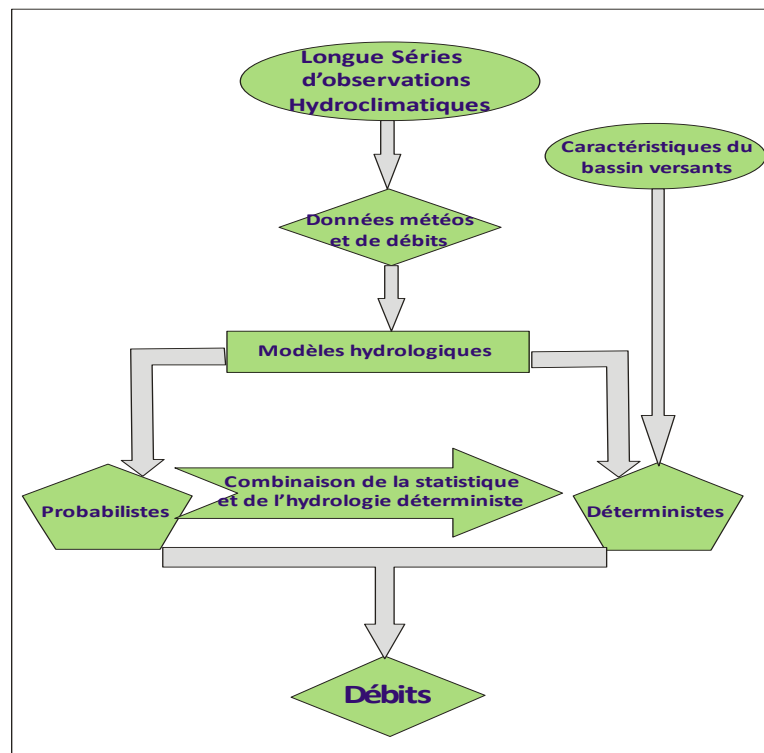 Longue Séries
d'observations
Hydroclimatiques
Caractéristiques du
bassin versants
Données météos
et de débits
Modèles hydrologiques
Probabilistes
Combinaison de la statistique
et de l'hydrologie déterministe
Déterministes
Débits